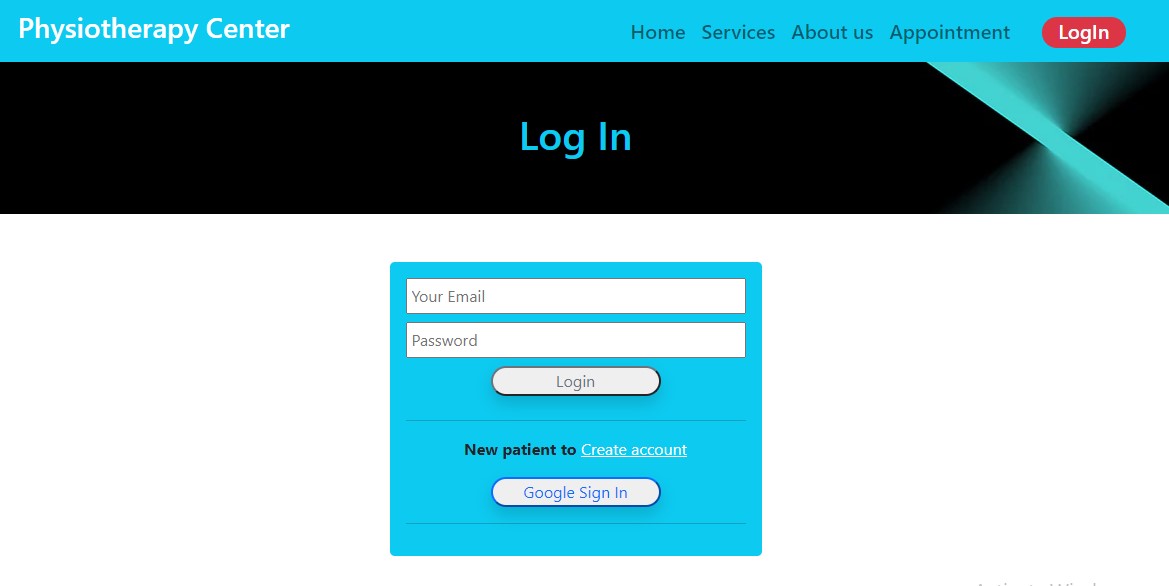 Physiotherapy Center
Home Services About us Appointment LogIn
Log In
Your Email
Password
Login
New patient to Create account
Google Sign In